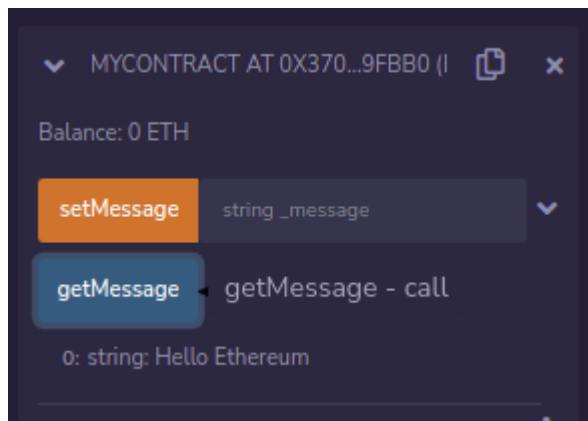 MYCONTRACT AT 0X370...9FBB0 (I
Balance: 0 ETH
setMessage string _message
getMessage getMessage - call
0: string: Hello Ethereum